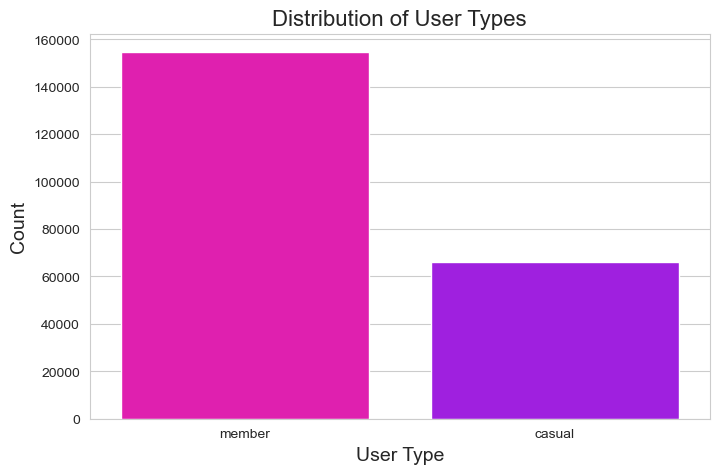 Distribution of User Types
160000
140000
120000
100000
80000
60000
40000
20000
0
Count
member casual
User Type